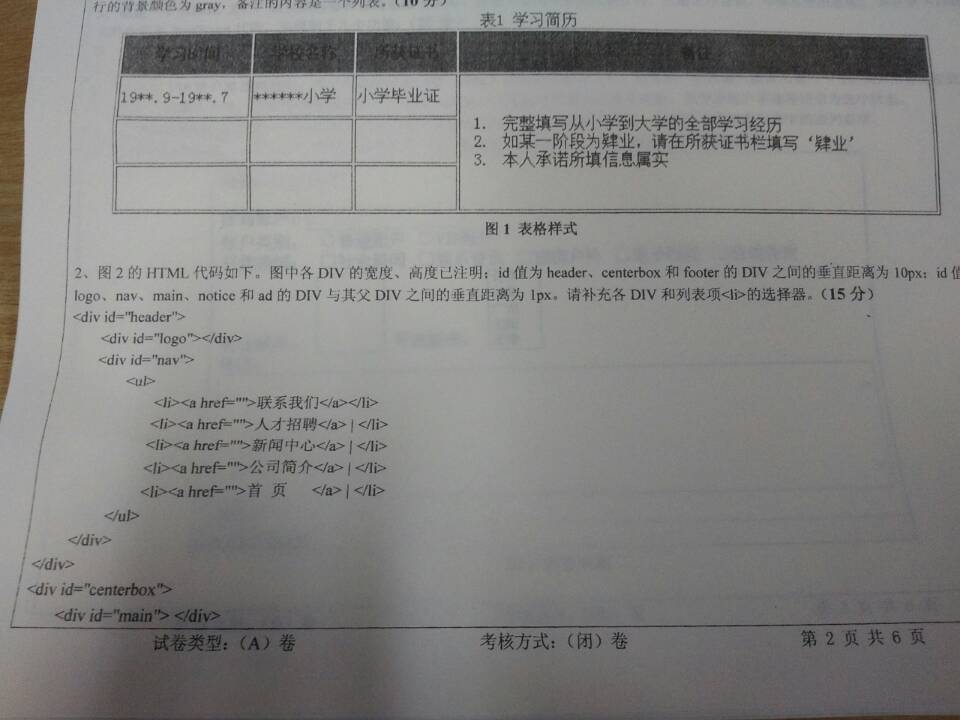 行的背景颜色为 gray，备注的内容是一个列表。（10 分）
表1 学习简历
学习时间 学校名称 所获证书 备注
19**.9-19**.7 ******小学 小学毕业证
1. 完整填写从小学到大学的全部学习经历
2. 如某一阶段为肄业，请在所获证书栏填写‘肄业’
3. 本人承诺所填信息属实
图 1 表格样式
2、图 2 的 HTML 代码如下。图中各 DIV 的宽度、高度已注明；id 值为 header、centerbox 和 footer 的 DIV 之间的垂直距离为 10px；id 值
logo、nav、main、notice 和 ad 的 DIV 与其父 DIV 之间的垂直距离为 1px。请补充各 DIV 和列表项<li>的选择器。（15 分）
<div id="header">
<div id="logo"></div>
<div id="nav">
<ul>
<li><a href="">联系我们</a></li>
<li><a href="">人才招聘</a> | </li>
<li><a href="">新闻中心</a> | </li>
<li><a href="">公司简介</a> | </li>
<li><a href="">首 页 </a> | </li>
</ul>
</div>
</div>
<div id="centerbox">
<div id="main"> </div>
试卷类型：（A）卷 考核方式：（闭）卷 第 2 页 共 6 页